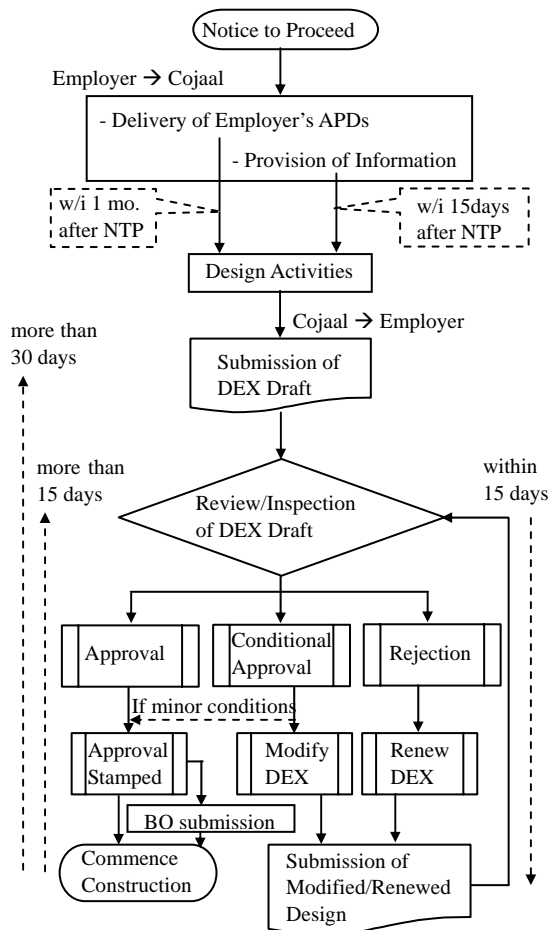 Notice to Proceed
Employer → Cojaal
- Delivery of Employer's APDs
- Provision of Information
w/i 1 mo.
after NTP
w/i 15days
after NTP
Design Activities
Cojaal → Employer
more than
30 days
Submission of
DEX Draft
more than
15 days
within
15 days
Review/Inspection
of DEX Draft
Approval
Conditional
Approval
Rejection
If minor conditions
Approval
Stamped
Modify
DEX
Renew
DEX
BO submission
Commence
Construction
Submission of
Modified/Renewed
Design